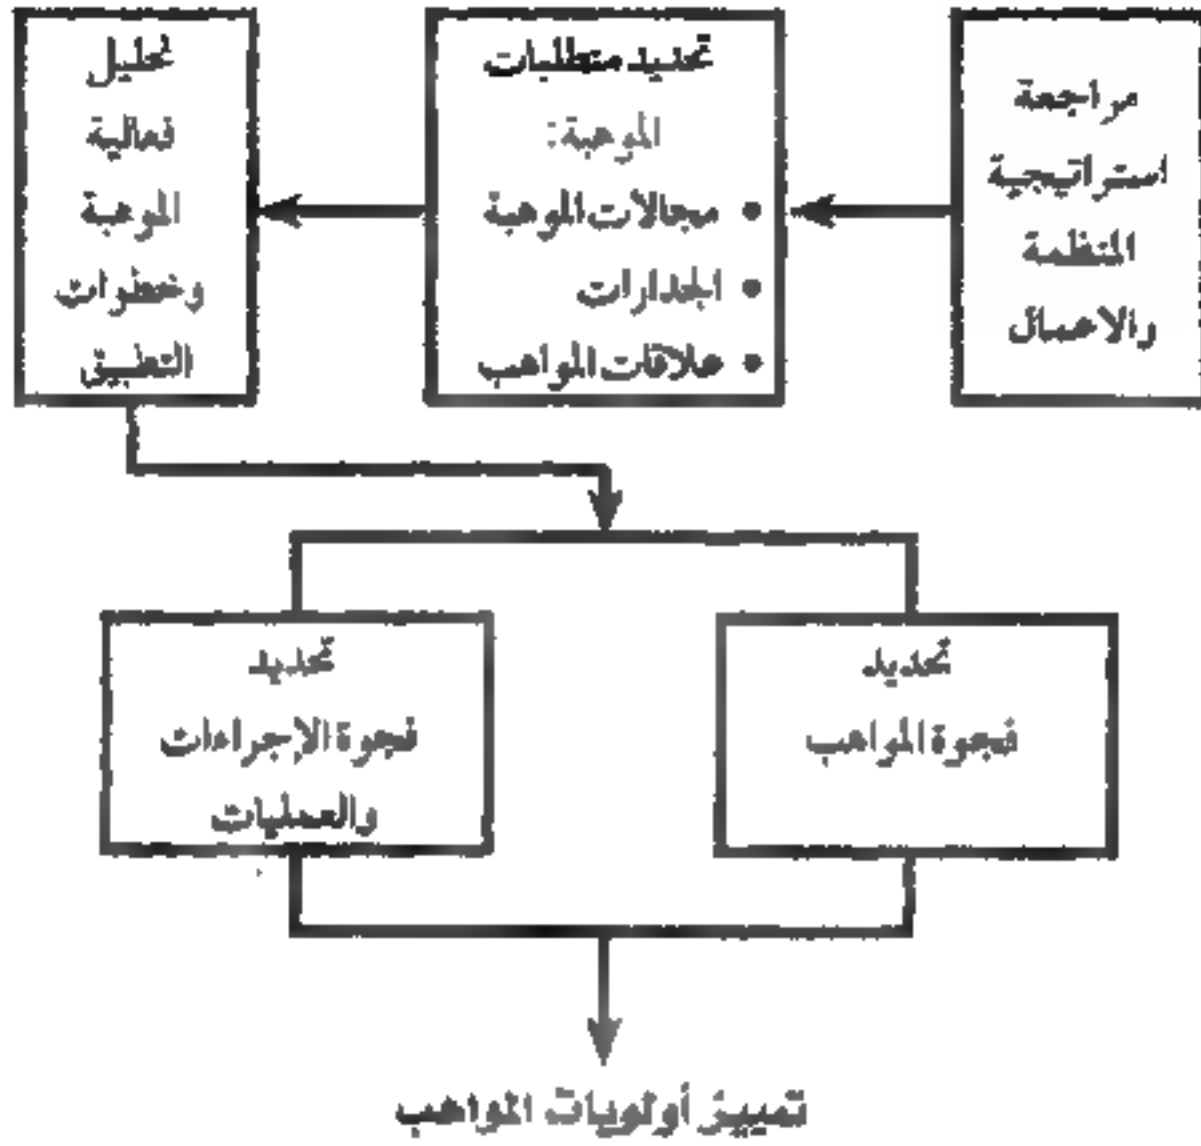 مراجعة
استراتيجية
المنظمة
والاعمال
تحديد متطلبات
الموهبة:
• مجالات الموهبة
• الجدارات
• علاقات المواهب
تحليل
فعالية
الموهبة
وخطوات
التطبيق
تحديد
فجوة المواهب
تحديد
فجوة الإجراءات
والعمليات
تمييز أولويات المواهب